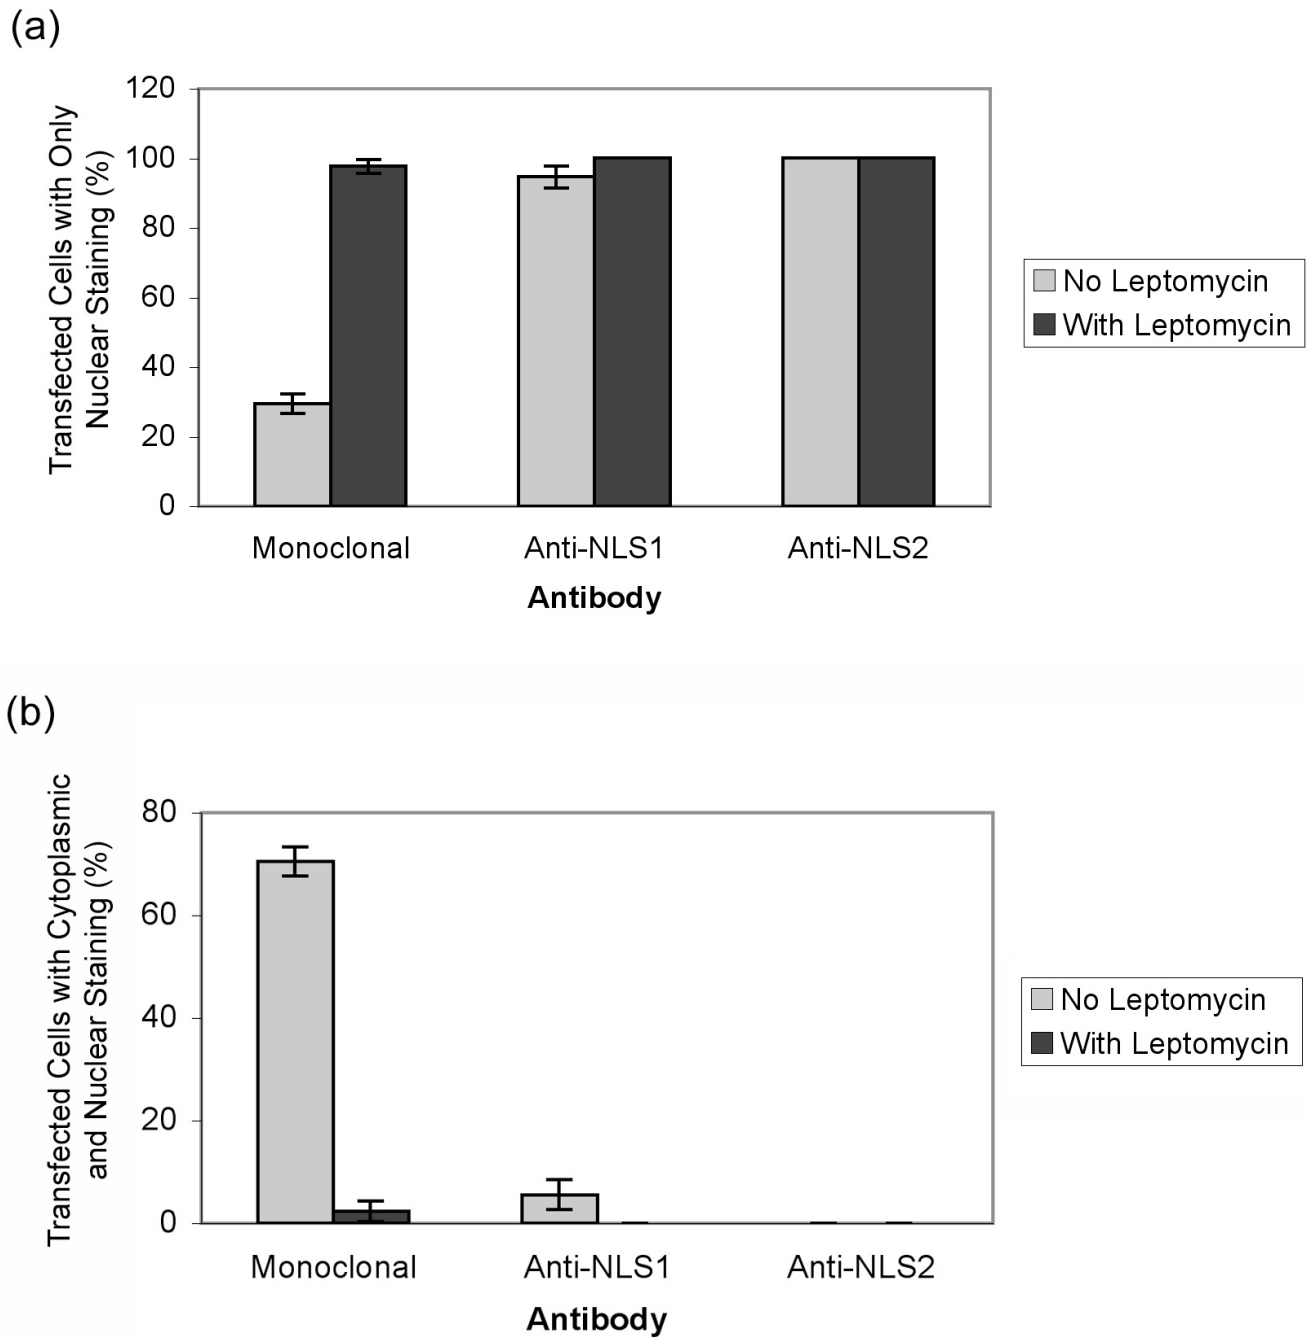 (a)
Transfected Cells with Only
Nuclear Staining (%)
120
100
80
60
40
20
0
Monoclonal Anti-NLS1 Anti-NLS2
Antibody
No Leptomycin
With Leptomycin
(b)
Transfected Cells with Cytoplasmic
and Nuclear Staining (%)
80
60
40
20
0
Monoclonal Anti-NLS1 Anti-NLS2
Antibody
No Leptomycin
With Leptomycin